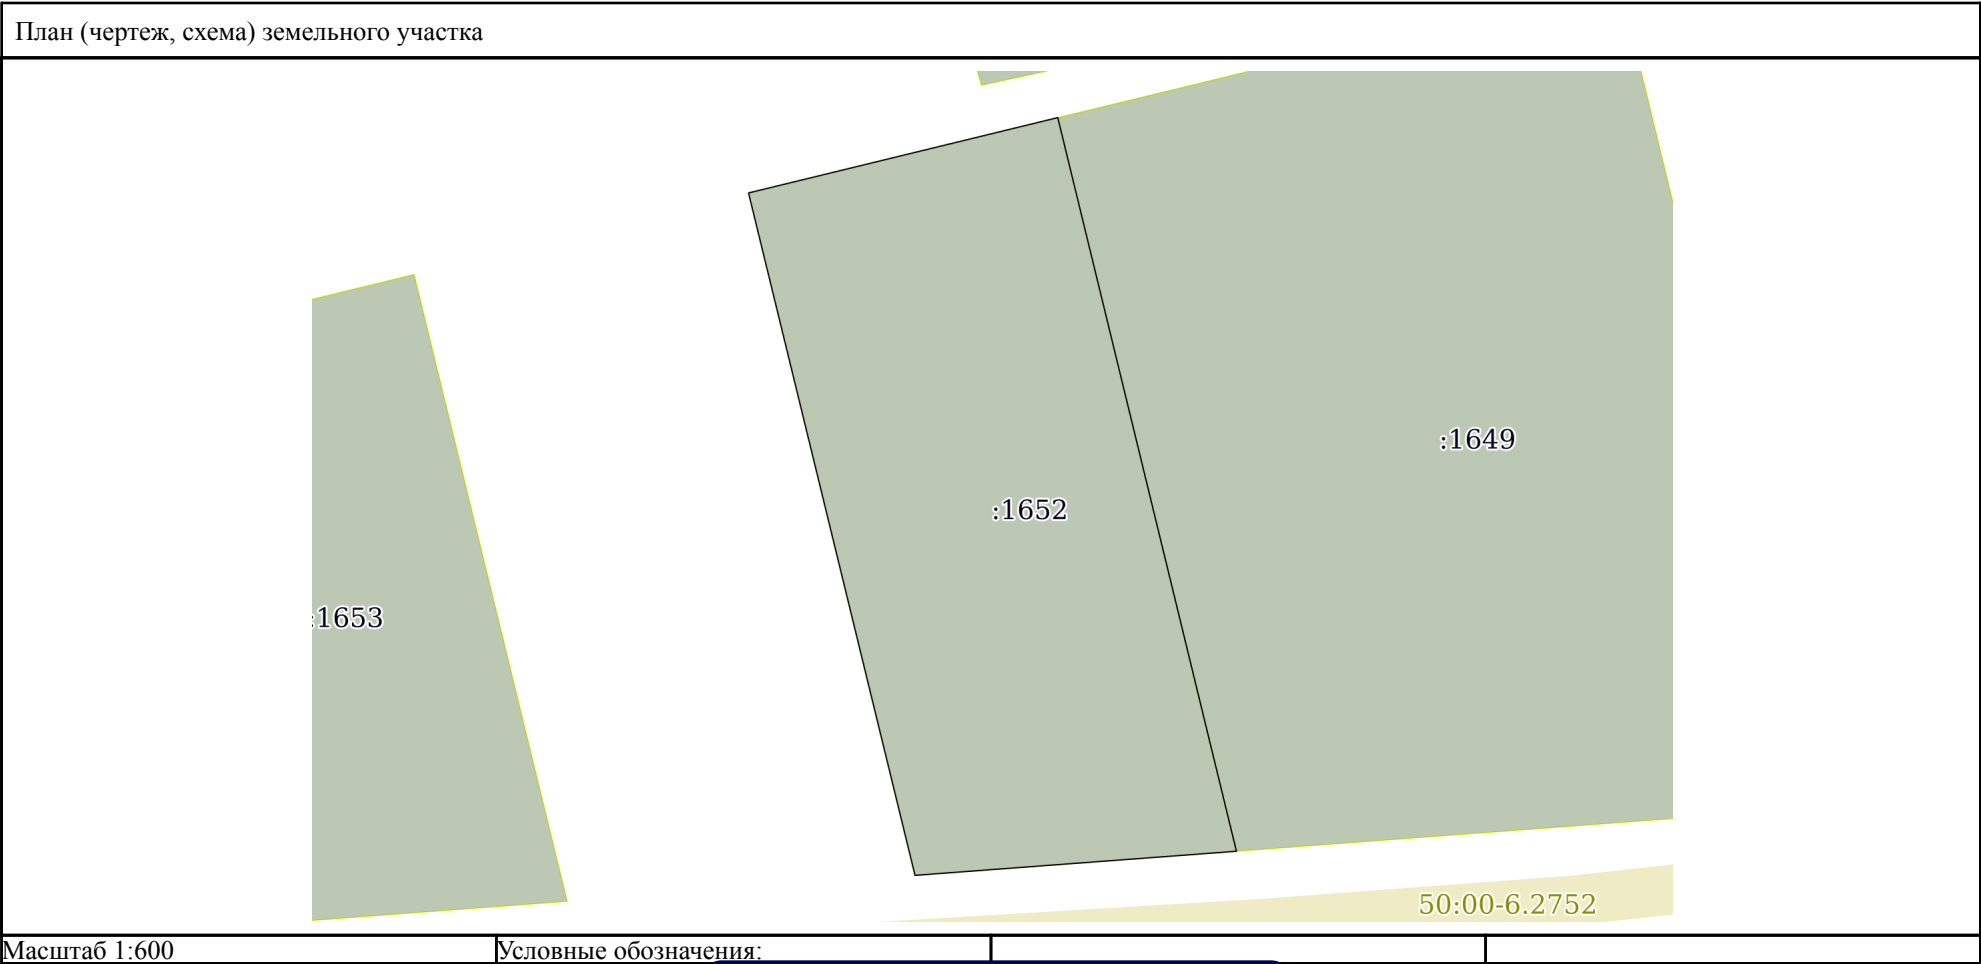 План (чертеж, схема) земельного участка
:1649
:1652
:1653
50:00-6.2752
Масштаб 1:600
Условные обозначения: